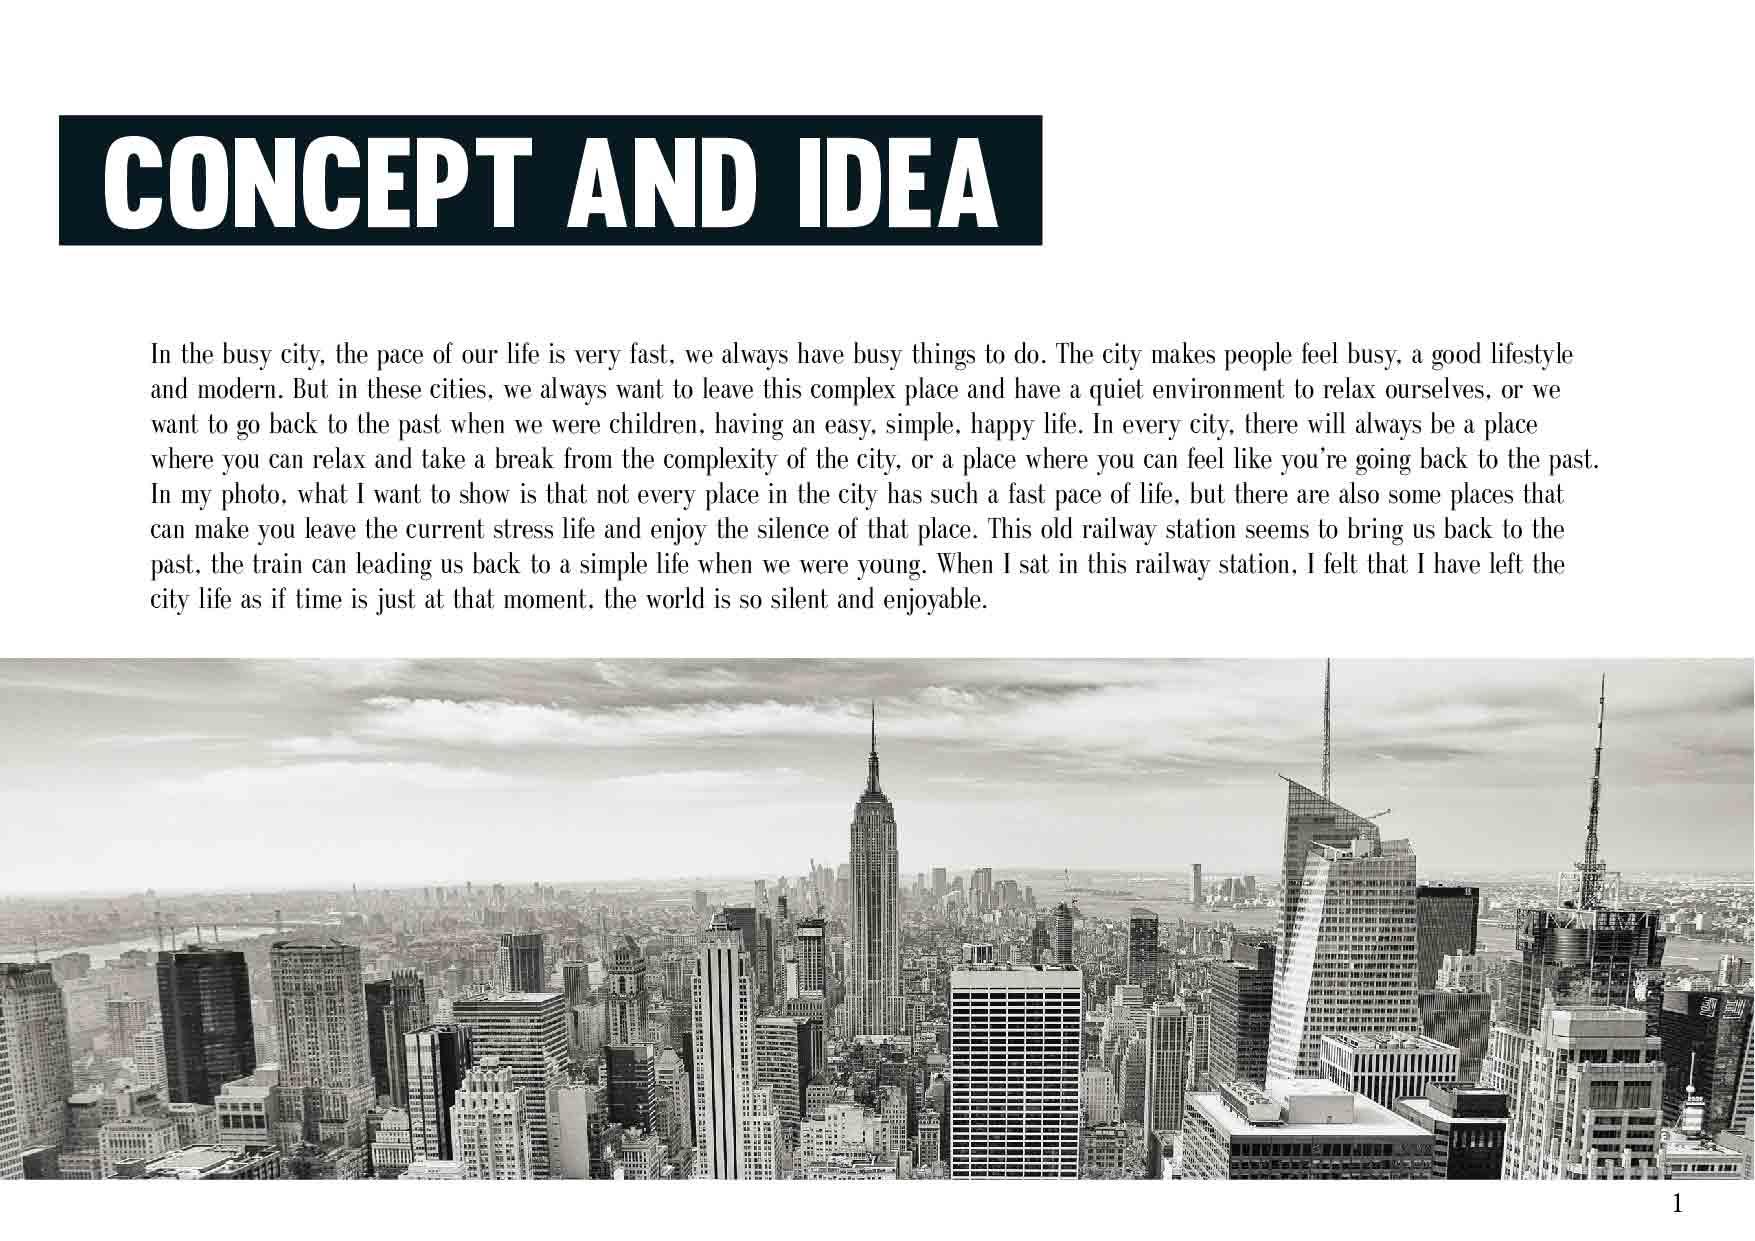 CONCEPT AND IDEA
In the busy city, the pace of our life is very fast, we always have busy things to do. The city makes people feel busy, a good lifestyle
and modern. But in these cities, we always want to leave this complex place and have a quiet environment to relax ourselves, or we
want to go back to the past when we were children, having an easy, simple, happy life. In every city, there will always be a place
where you can relax and take a break from the complexity of the city, or a place where you can feel like you’re going back to the past.
In my photo, what I want to show is that not every place in the city has such a fast pace of life, but there are also some places that
can make you leave the current stress life and enjoy the silence of that place. This old railway station seems to bring us back to the
past, the train can leading us back to a simple life when we were young. When I sat in this railway station, I felt that I have left the
city life as if time is just at that moment, the world is so silent and enjoyable.
1